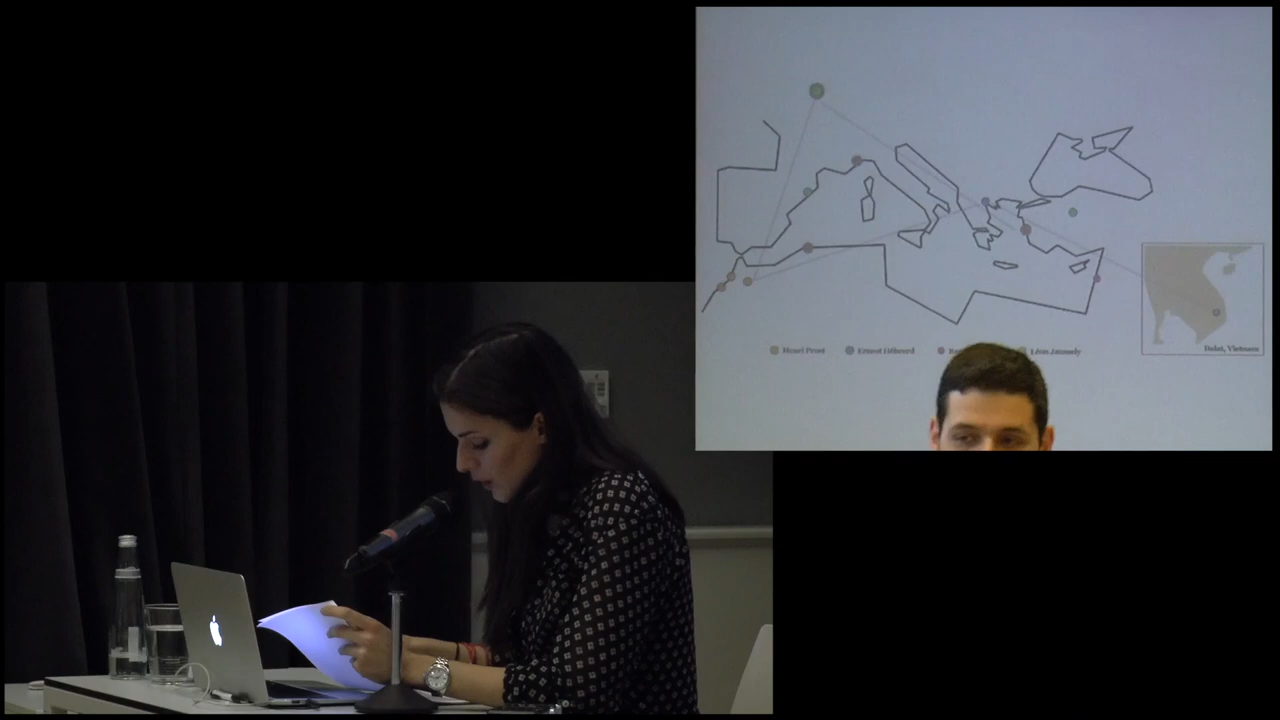 Dalat, Vietnam
Henri Prost
Ernest Hébrard
Léon Jaussely